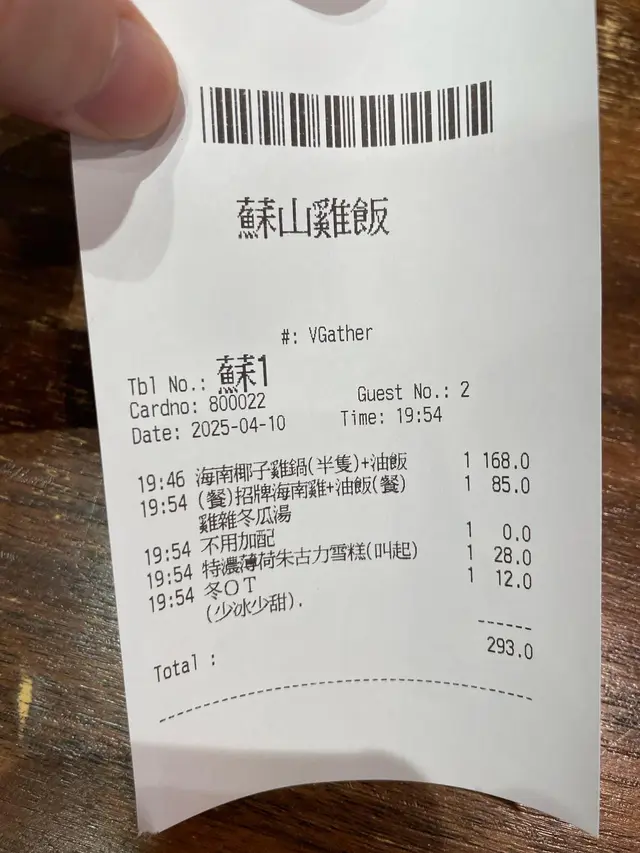 蘇山雞飯
#: VGather
Tbl No.: 蘇1
Cardno: 800022 Guest No.: 2
Date: 2025-04-10 Time: 19:54
19:46 海南椰子雞鍋(半隻)+油飯 1 168.0
19:54 (餐)招牌海南雞+油飯(餐) 1 85.0
雞雜冬瓜湯
19:54 不用加配 1 0.0
19:54 特濃薄荷朱古力雪糕(叫起) 1 28.0
19:54 冬OT 1 12.0
(少冰少甜).
------
Total : 293.0